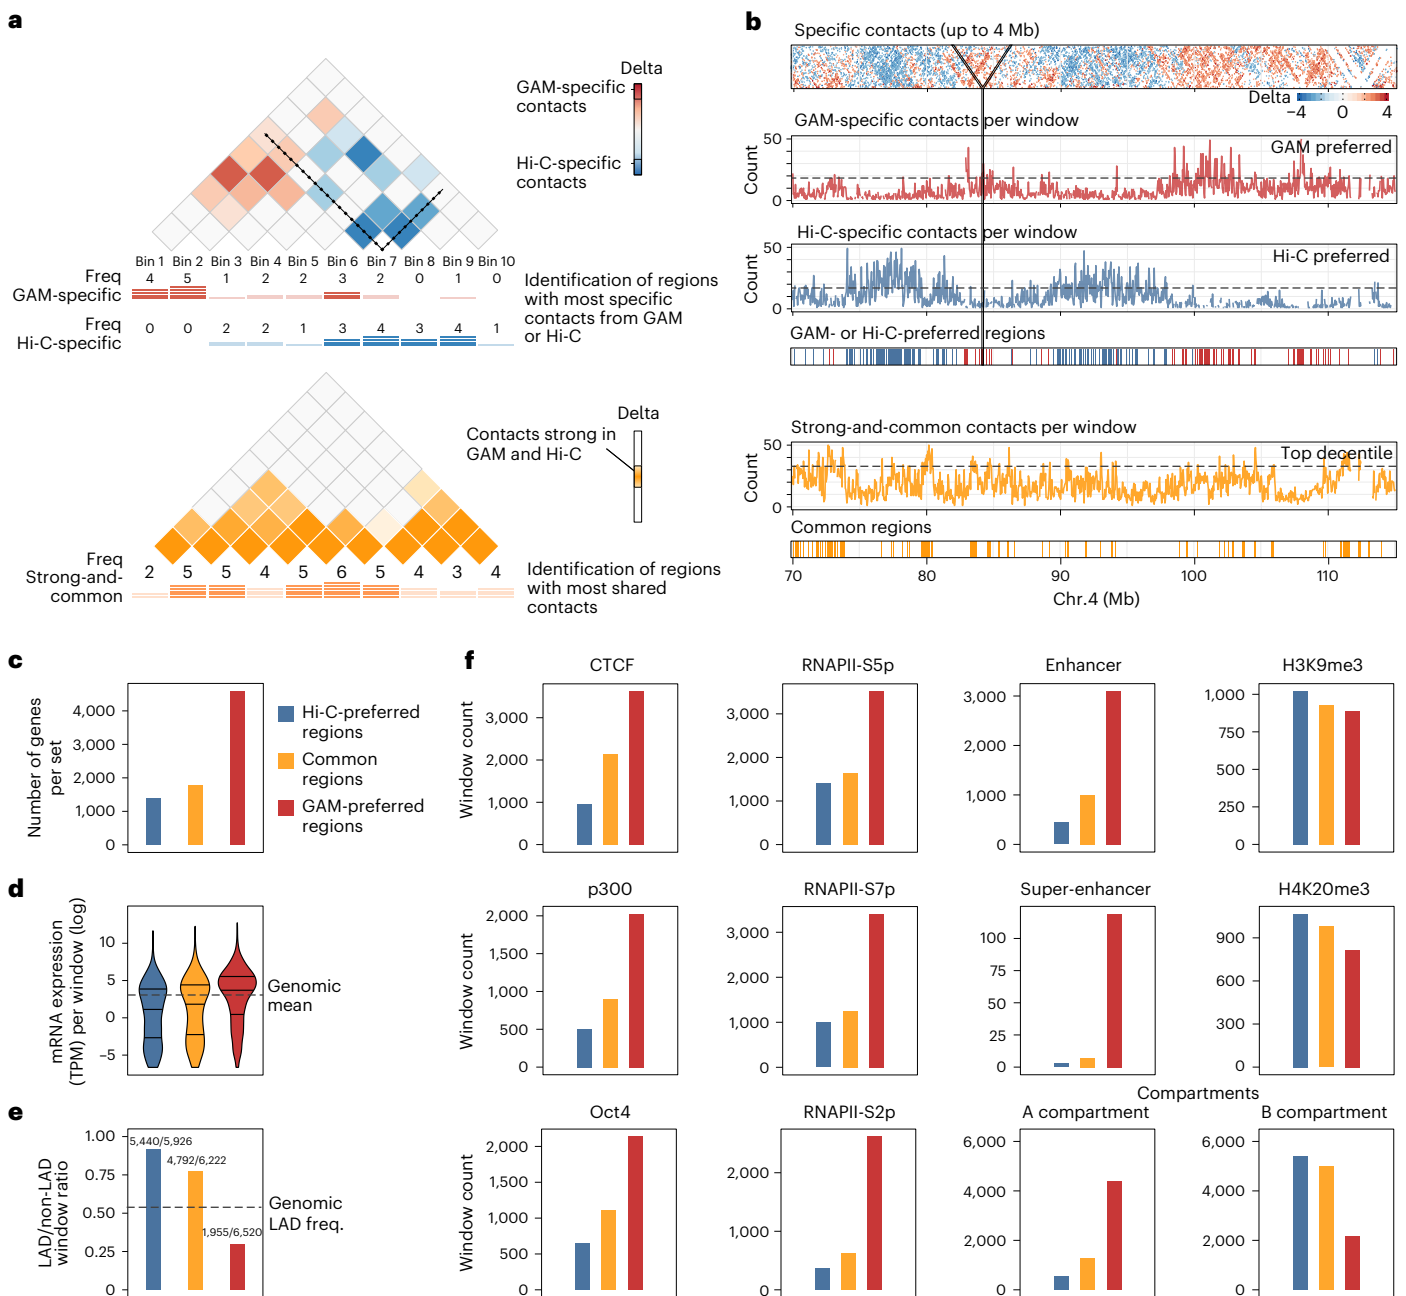 a
Delta
GAM-specific
contacts
Hi-C-specific
contacts
Bin 1 Bin 2 Bin 3 Bin 4 Bin 5 Bin 6 Bin 7 Bin 8 Bin 9 Bin 10
Freq 4 5 1 2 2 3 2 0 1 0
GAM-specific
Freq 0 0 2 2 1 3 4 3 4 1
Hi-C-specific
Identification of regions
with most specific
contacts from GAM
or Hi-C
Delta
Contacts strong in
GAM and Hi-C
Freq
Strong-and-
common
2 5 5 4 5 6 5 4 3 4
Identification of regions
with most shared
contacts
b
Specific contacts (up to 4 Mb)
Delta
−4 0 4
GAM-specific contacts per window
GAM preferred
Count
50
0
Hi-C-specific contacts per window
Hi-C preferred
Count
50
0
GAM- or Hi-C-preferred regions
Strong-and-common contacts per window
Top decentile
Count
50
0
Common regions
70 80 90 100 110
Chr.4 (Mb)
c
Number of genes
per set
4,000
3,000
2,000
1,000
0
Hi-C-preferred
regions
Common
regions
GAM-preferred
regions
d
mRNA expression
(TPM) per window (log)
10
5
0
−5
Genomic
mean
e
LAD/non-LAD
window ratio
1.00
0.75
0.50
0.25
0
5,440/5,926
4,792/6,222
1,955/6,520
Genomic
LAD freq.
f
CTCF
Window count
3,000
2,000
1,000
0
RNAPII-S5p
3,000
2,000
1,000
0
Enhancer
3,000
2,000
1,000
0
H3K9me3
1,000
750
500
250
0
p300
Window count
2,000
1,500
1,000
500
0
RNAPII-S7p
3,000
2,000
1,000
0
Super-enhancer
100
75
50
25
0
H4K20me3
900
600
300
0
Oct4
Window count
2,000
1,500
1,000
500
0
RNAPII-S2p
2,000
1,000
0
Compartments
A compartment
6,000
4,000
2,000
0
B compartment
6,000
4,000
2,000
0